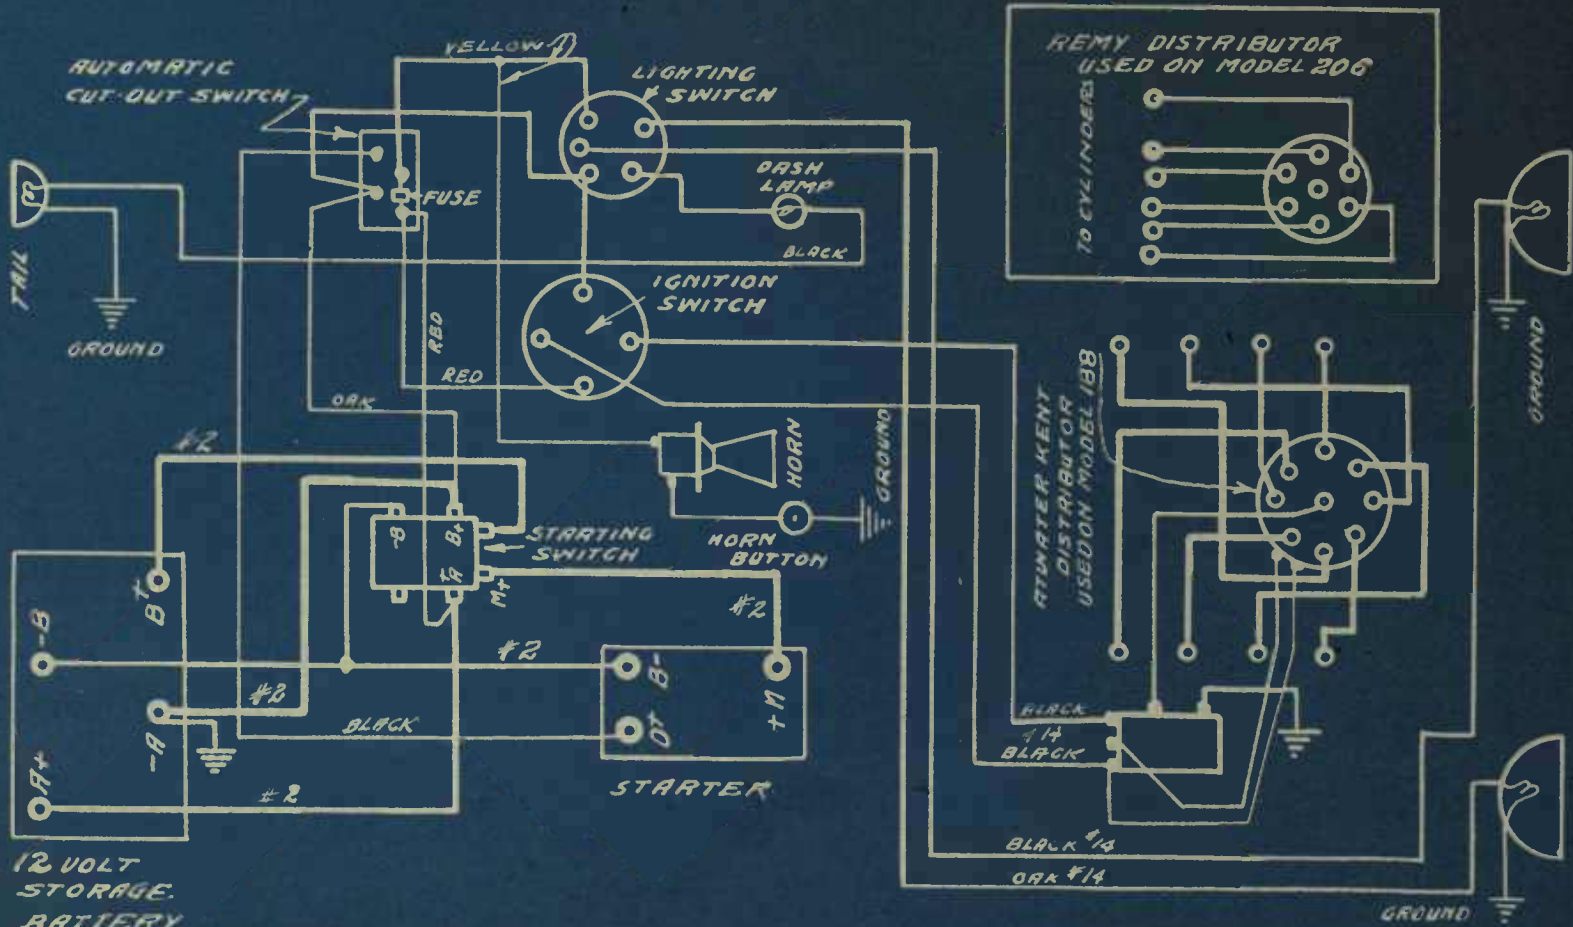 AUTOMATIC
CUT-OUT SWITCH
YELLOW
LIGHTING
SWITCH
DASH
LAMP
FUSE
BLACK
TAIL
GROUND
IGNITION
SWITCH
RED
RED
OAK
#2
HORN
GROUND
HORN
BUTTON
STARTING
SWITCH
-B
B+
+A
M+
#2
B+
-B
-A
A+
#2
#2
#2
BLACK
B-
D+
+M
STARTER
12 VOLT
STORAGE
BATTERY
REMY DISTRIBUTOR
USED ON MODEL 206
TO CYLINDERS
GROUND
ATWATER KENT
DISTRIBUTOR
USED ON MODEL 188
BLACK
#14
BLACK
BLACK #14
OAK #14
GROUND